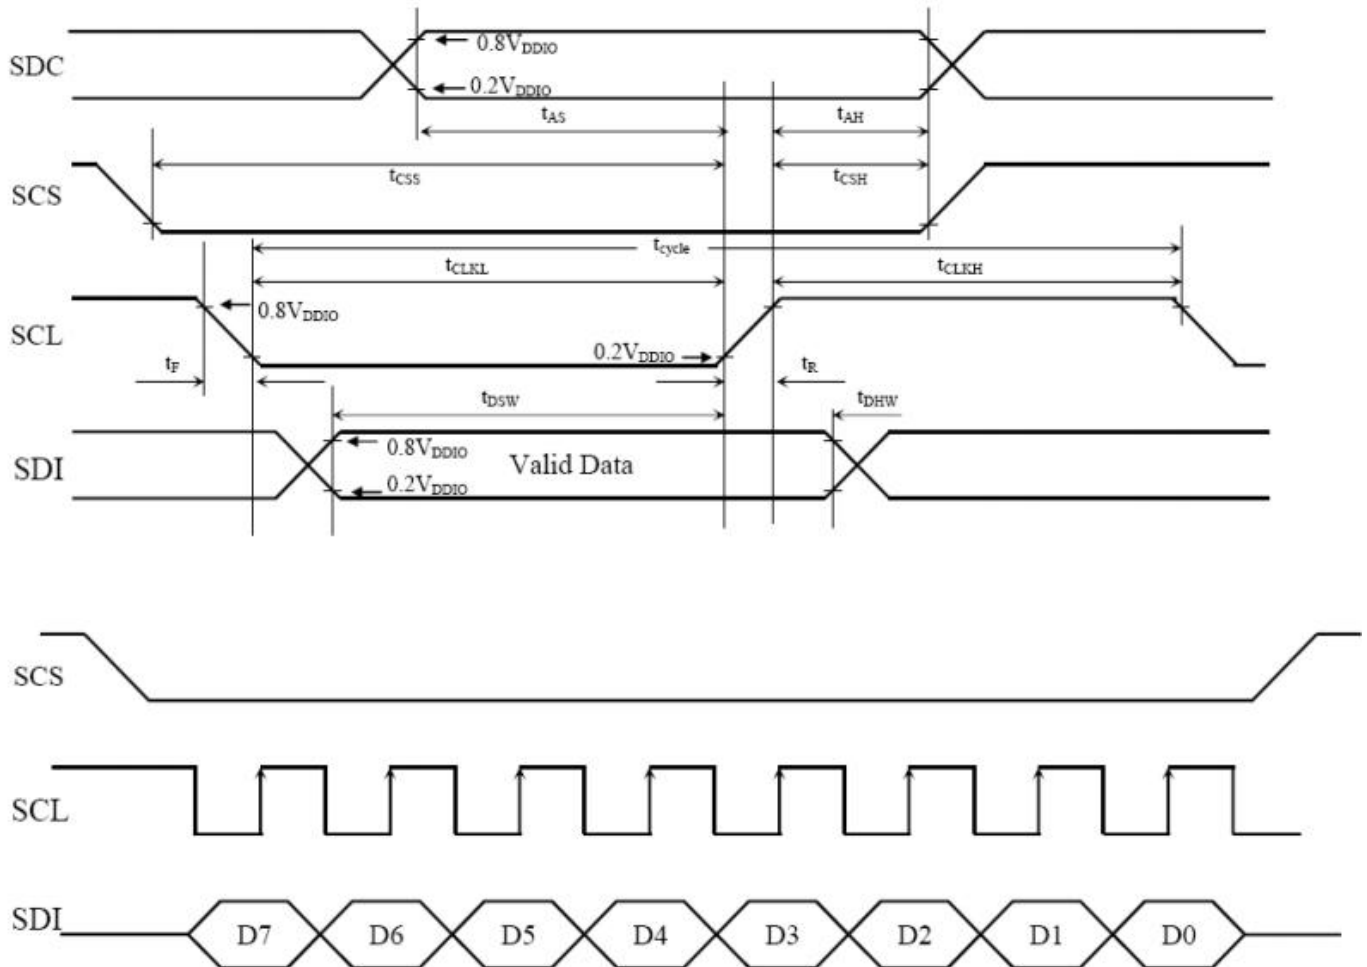 0.8VDDIO
SDC
0.2VDDIO
tAS tAH
tCSS tCSH
SCS
tcycle
tCLKL tCLKH
0.8VDDIO
SCL
0.2VDDIO
tF tR
tDSW tDHW
0.8VDDIO
SDI Valid Data
0.2VDDIO
SCS
SCL
SDI D7 D6 D5 D4 D3 D2 D1 D0